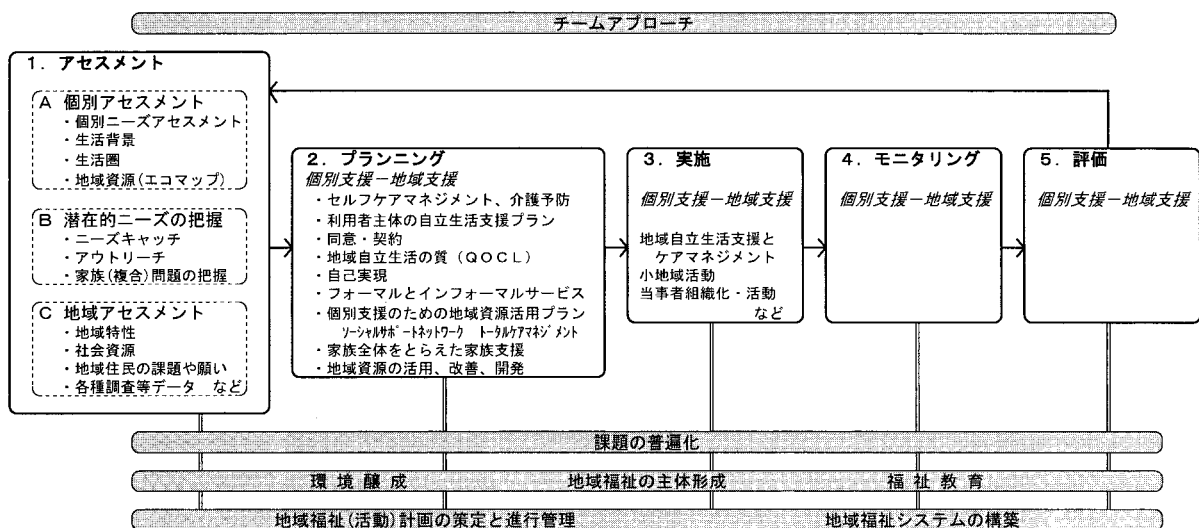 チームアプローチ
1．アセスメント
A 個別アセスメント
・個別ニーズアセスメント
・生活背景
・生活圏
・地域資源(エコマップ)
B 潜在的ニーズの把握
・ニーズキャッチ
・アウトリーチ
・家族(複合)問題の把握
C 地域アセスメント
・地域特性
・社会資源
・地域住民の課題や願い
・各種調査等データ など
2．プランニング
個別支援－地域支援
・セルフケアマネジメント、介護予防
・利用者主体の自立生活支援プラン
・同意・契約
・地域自立生活の質（QOCL）
・自己実現
・フォーマルとインフォーマルサービス
・個別支援のための地域資源活用プラン
ソーシャルサポートネットワーク トータルケアマネジメント
・家族全体をとらえた家族支援
・地域資源の活用、改善、開発
3．実施
個別支援－地域支援
地域自立生活支援と
ケアマネジメント
小地域活動
当事者組織化・活動
など
4．モニタリング
個別支援－地域支援
5．評価
個別支援－地域支援
課題の普遍化
環境醸成 地域福祉の主体形成 福祉教育
地域福祉(活動)計画の策定と進行管理 地域福祉システムの構築